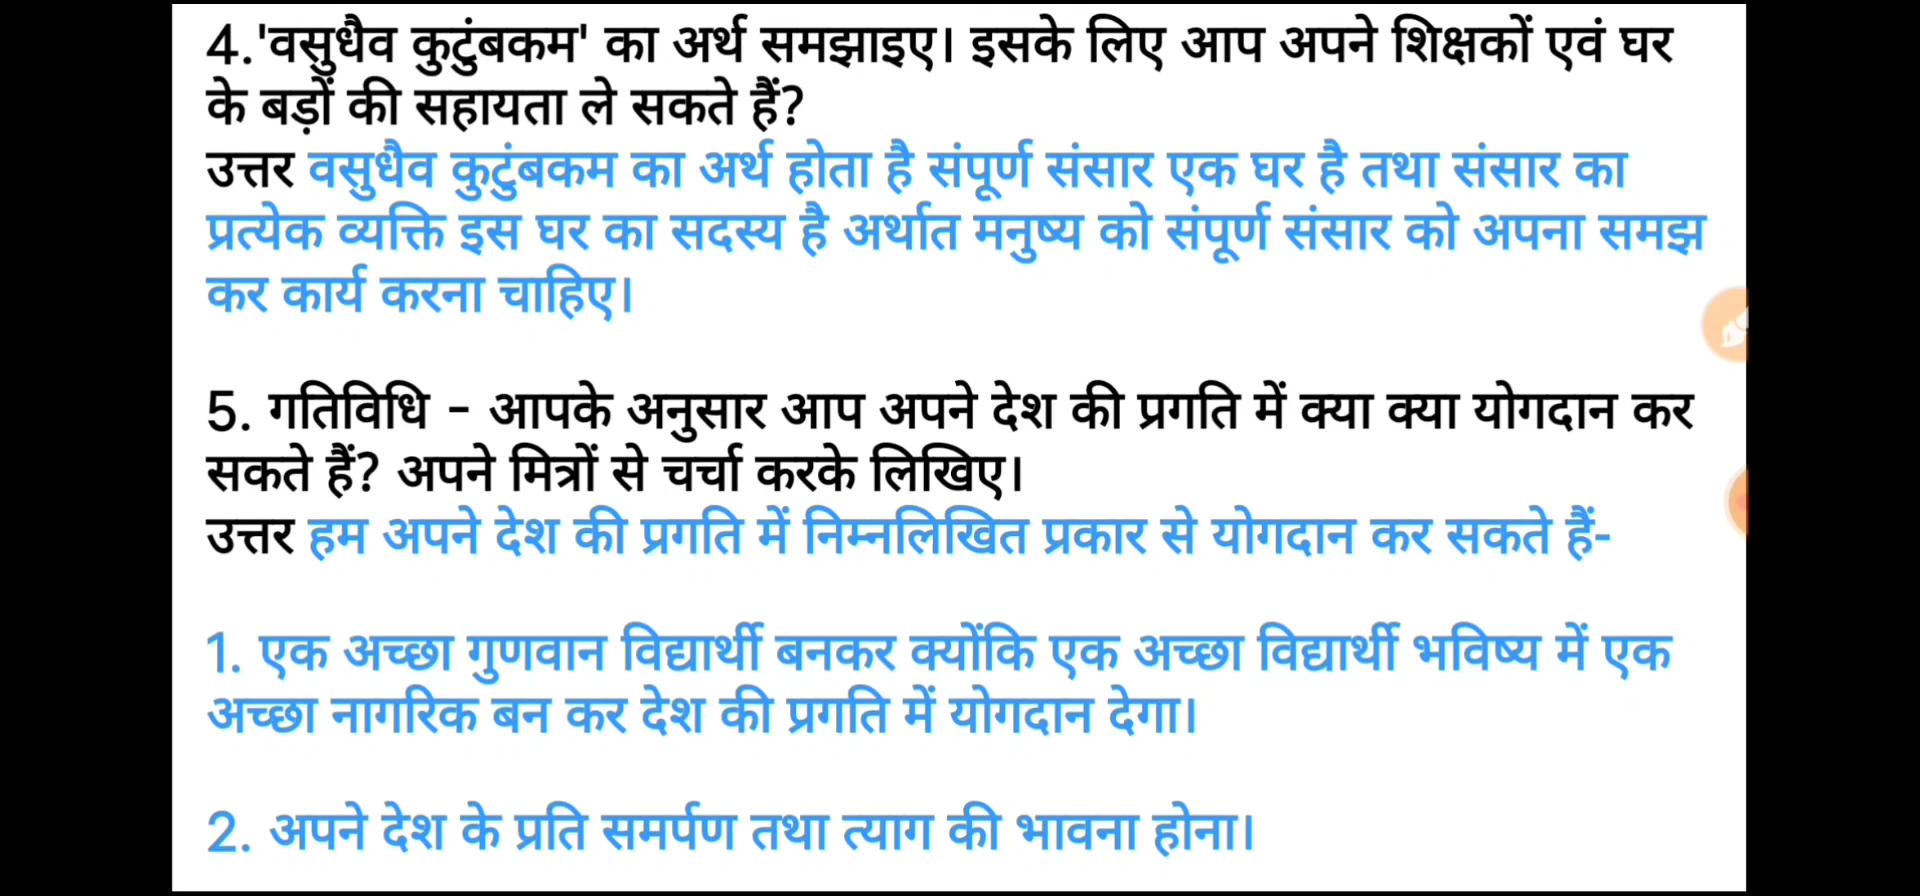 4.'वसुधैव कुटुंबकम' का अर्थ समझाइए। इसके लिए आप अपने शिक्षकों एवं घर
के बड़ों की सहायता ले सकते हैं?
उत्तर वसुधैव कुटुंबकम का अर्थ होता है संपूर्ण संसार एक घर है तथा संसार का
प्रत्येक व्यक्ति इस घर का सदस्य है अर्थात मनुष्य को संपूर्ण संसार को अपना समझ
कर कार्य करना चाहिए।
5. गतिविधि - आपके अनुसार आप अपने देश की प्रगति में क्या क्या योगदान कर
सकते हैं? अपने मित्रों से चर्चा करके लिखिए।
उत्तर हम अपने देश की प्रगति में निम्नलिखित प्रकार से योगदान कर सकते हैं-
1. एक अच्छा गुणवान विद्यार्थी बनकर क्योंकि एक अच्छा विद्यार्थी भविष्य में एक
अच्छा नागरिक बन कर देश की प्रगति में योगदान देगा।
2. अपने देश के प्रति समर्पण तथा त्याग की भावना होना।